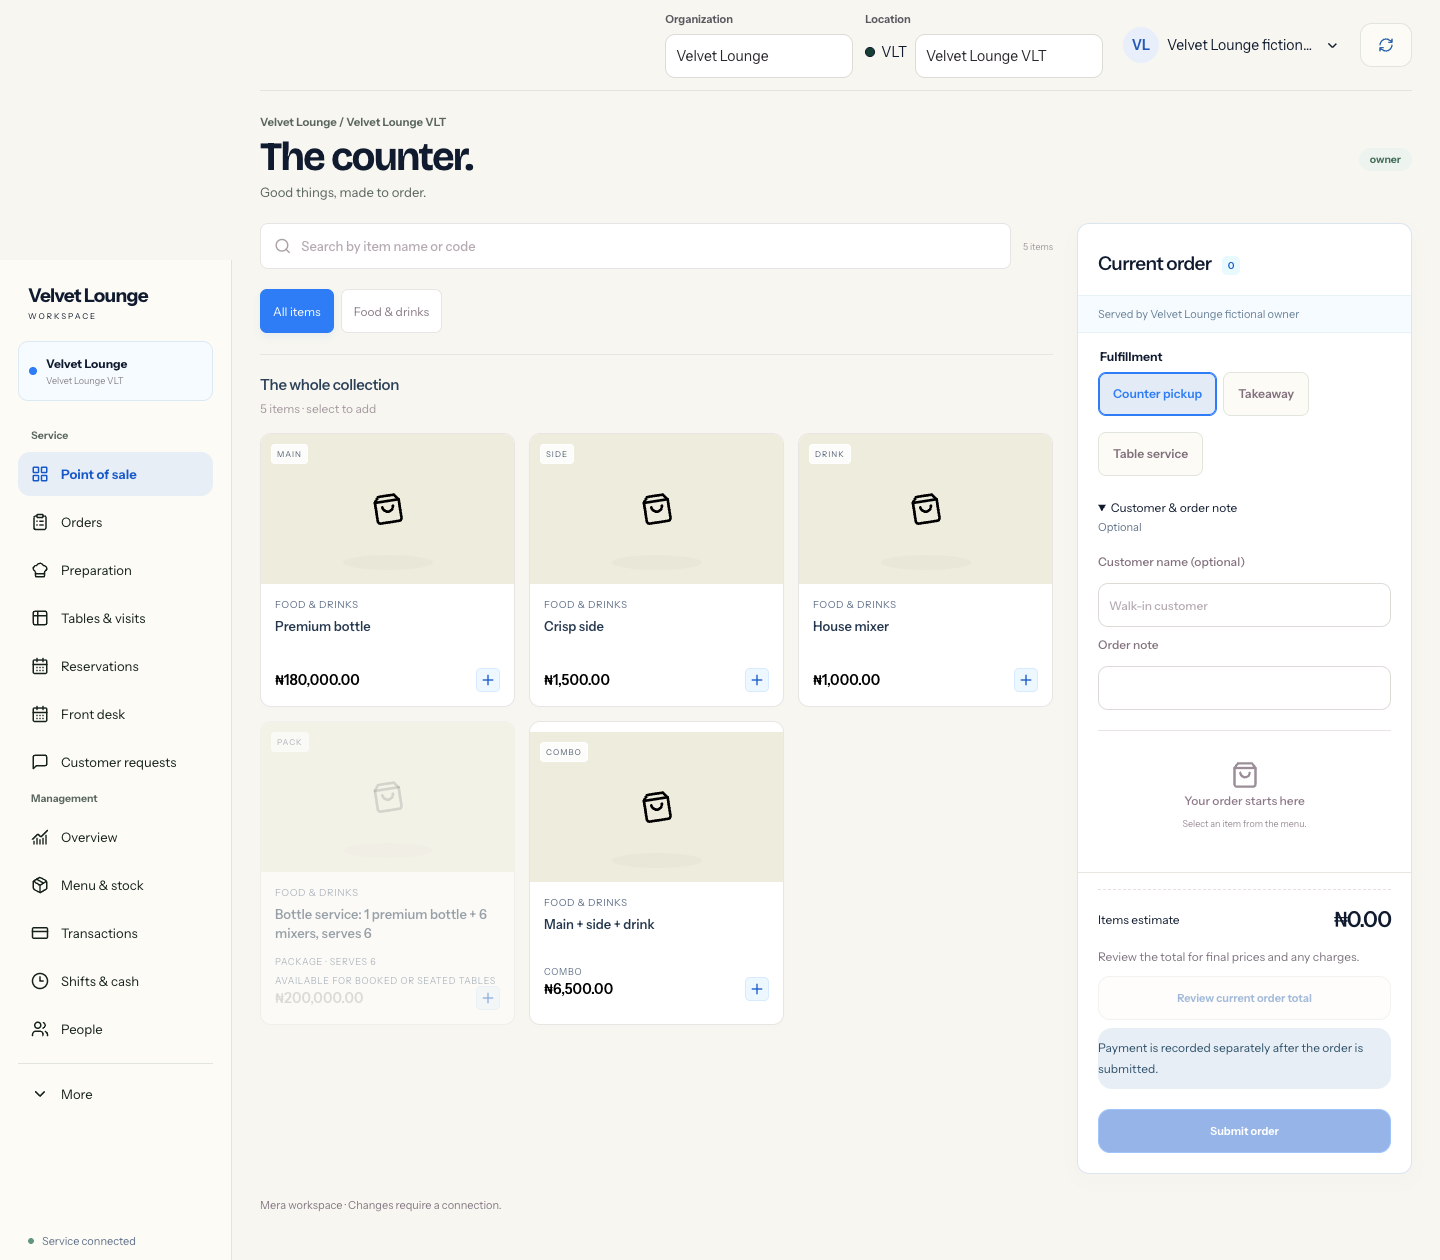 Organization
Location
Velvet Lounge
VLT
Velvet Lounge VLT
VL
Velvet Lounge fiction...
Velvet Lounge / Velvet Lounge VLT
The counter.
Good things, made to order.
owner
Search by item name or code
5 items
All items
Food & drinks
The whole collection
5 items · select to add
MAIN
FOOD & DRINKS
Premium bottle
₦180,000.00
SIDE
FOOD & DRINKS
Crisp side
₦1,500.00
DRINK
FOOD & DRINKS
House mixer
₦1,000.00
PACK
FOOD & DRINKS
Bottle service: 1 premium bottle + 6
mixers, serves 6
PACKAGE · SERVES 6
AVAILABLE FOR BOOKED OR SEATED TABLES
₦200,000.00
COMBO
FOOD & DRINKS
Main + side + drink
COMBO
₦6,500.00
Current order
0
Served by Velvet Lounge fictional owner
Fulfillment
Counter pickup
Takeaway
Table service
Customer & order note
Optional
Customer name (optional)
Walk-in customer
Order note
Your order starts here
Select an item from the menu.
Items estimate
₦0.00
Review the total for final prices and any charges.
Review current order total
Payment is recorded separately after the order is
submitted.
Submit order
Velvet Lounge
WORKSPACE
Velvet Lounge
Velvet Lounge VLT
Service
Point of sale
Orders
Preparation
Tables & visits
Reservations
Front desk
Customer requests
Management
Overview
Menu & stock
Transactions
Shifts & cash
People
More
Service connected
Mera workspace · Changes require a connection.